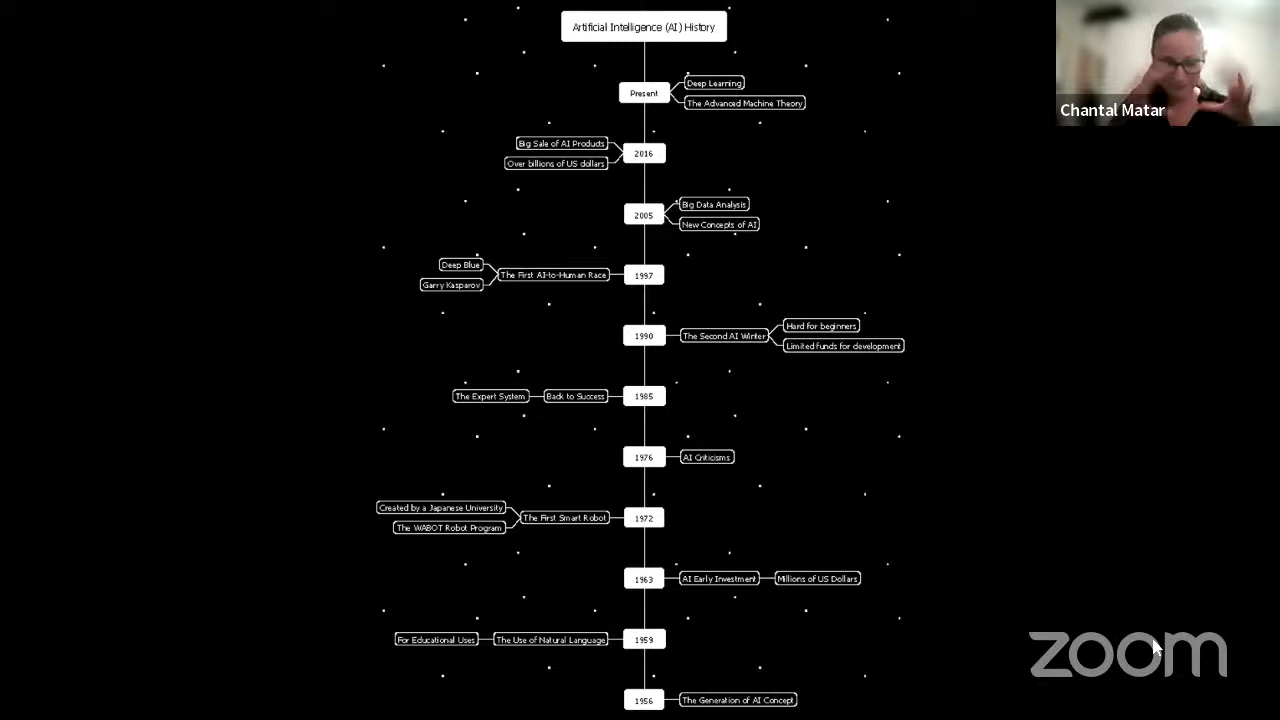 Artificial Intelligence (AI) History
Chantal Matar
Present
Deep Learning
The Advanced Machine Theory
Big Sale of AI Products
Over billions of US dollars
2016
2005
Big Data Analysis
New Concepts of AI
Deep Blue
Garry Kasparov
The First AI-to-Human Race
1997
1990
The Second AI Winter
Hard for beginners
Limited funds for development
The Expert System
Back to Success
1985
1976
AI Criticisms
Created by a Japanese University
The WABOT Robot Program
The First Smart Robot
1972
1963
AI Early Investment
Millions of US Dollars
For Educational Uses
The Use of Natural Language
1959
1956
The Generation of AI Concept
zoom